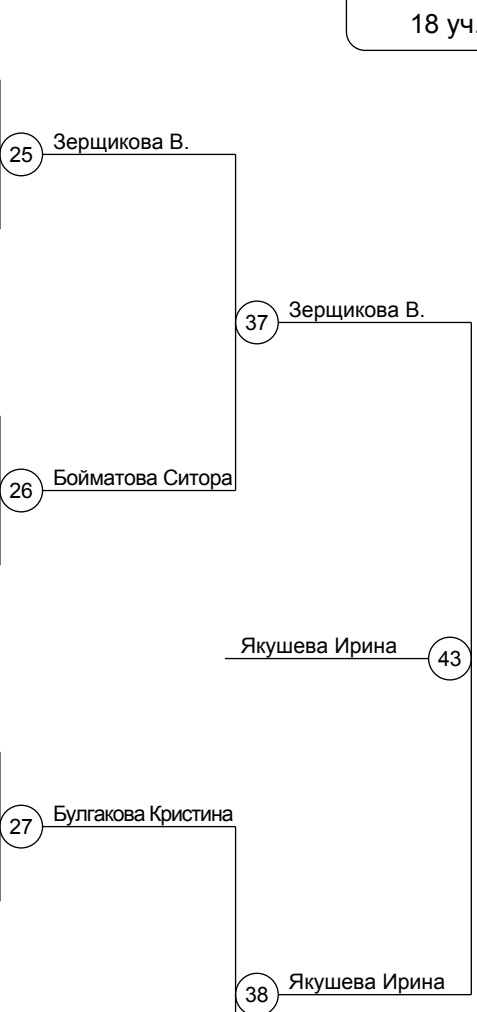 18 уч.
25 Зерщикова В.
37 Зерщикова В.
26 Бойматова Ситора
Якушева Ирина 43
27 Булгакова Кристина
38 Якушева Ирина